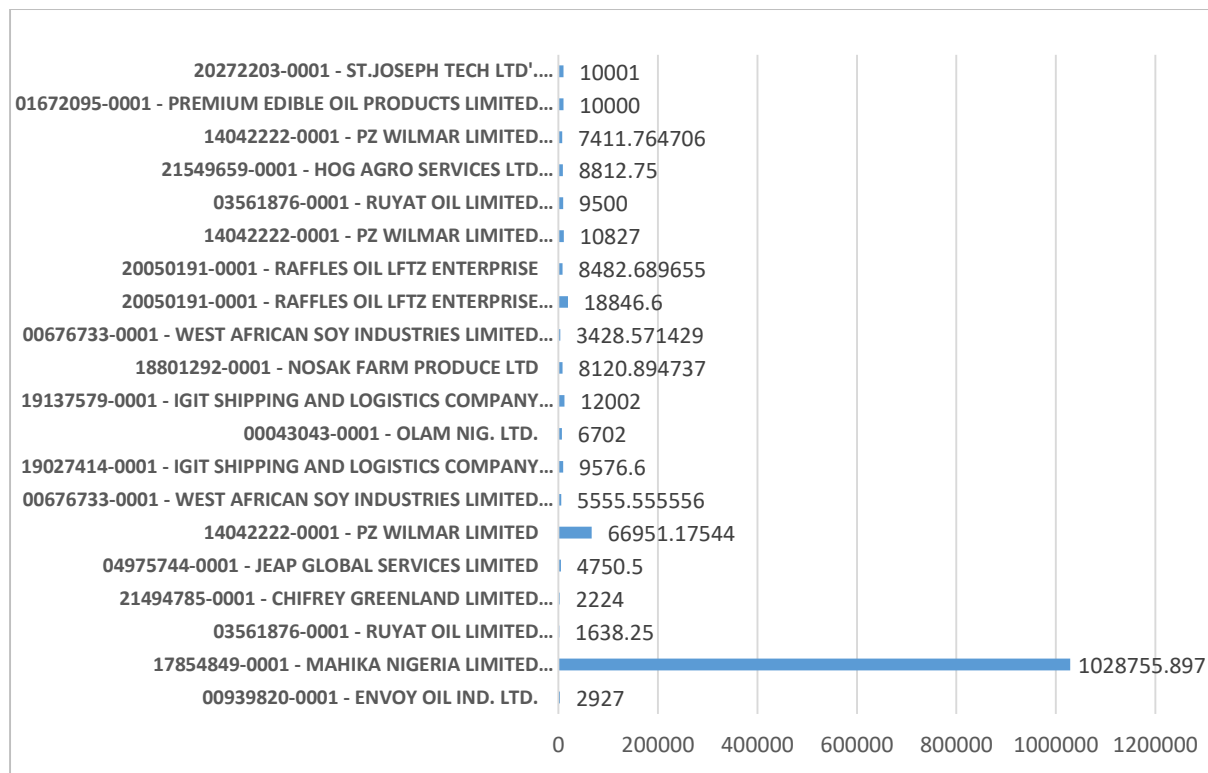 20272203-0001 - ST.JOSEPH TECH LTD'.... 10001
01672095-0001 - PREMIUM EDIBLE OIL PRODUCTS LIMITED... 10000
14042222-0001 - PZ WILMAR LIMITED... 7411.764706
21549659-0001 - HOG AGRO SERVICES LTD... 8812.75
03561876-0001 - RUYAT OIL LIMITED... 9500
14042222-0001 - PZ WILMAR LIMITED... 10827
20050191-0001 - RAFFLES OIL LFTZ ENTERPRISE 8482.689655
20050191-0001 - RAFFLES OIL LFTZ ENTERPRISE... 18846.6
00676733-0001 - WEST AFRICAN SOY INDUSTRIES LIMITED... 3428.571429
18801292-0001 - NOSAK FARM PRODUCE LTD 8120.894737
19137579-0001 - IGIT SHIPPING AND LOGISTICS COMPANY... 12002
00043043-0001 - OLAM NIG. LTD. 6702
19027414-0001 - IGIT SHIPPING AND LOGISTICS COMPANY... 9576.6
00676733-0001 - WEST AFRICAN SOY INDUSTRIES LIMITED... 5555.555556
14042222-0001 - PZ WILMAR LIMITED 66951.17544
04975744-0001 - JEAP GLOBAL SERVICES LIMITED 4750.5
21494785-0001 - CHIFREY GREENLAND LIMITED... 2224
03561876-0001 - RUYAT OIL LIMITED... 1638.25
17854849-0001 - MAHIKA NIGERIA LIMITED... 1028755.897
00939820-0001 - ENVOY OIL IND. LTD. 2927
0 200000 400000 600000 800000 1000000 1200000